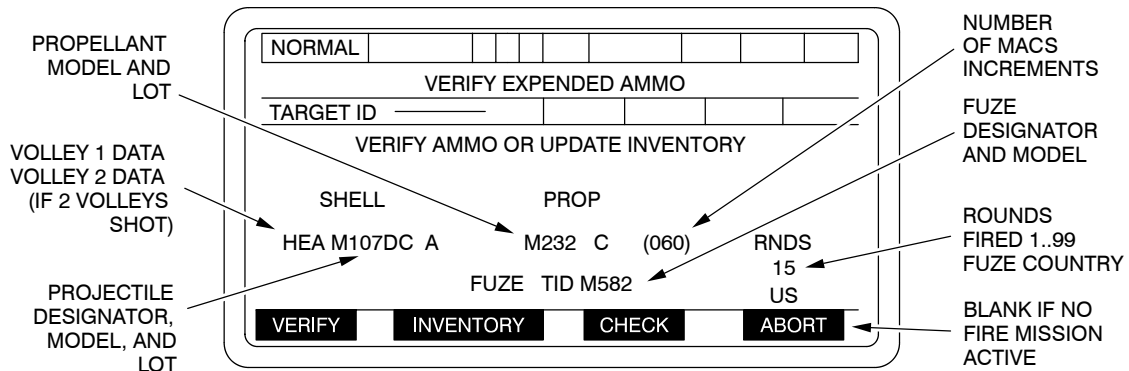 PROPELLANT
MODEL AND
LOT
VOLLEY 1 DATA
VOLLEY 2 DATA
(IF 2 VOLLEYS
SHOT)
PROJECTILE
DESIGNATOR,
MODEL, AND
LOT
NORMAL
VERIFY EXPENDED AMMO
TARGET ID
VERIFY AMMO OR UPDATE INVENTORY
SHELL PROP
HEA M107DC A M232 C (060) RNDS
15
FUZE TID M582
US
VERIFY INVENTORY CHECK ABORT
NUMBER
OF MACS
INCREMENTS
FUZE
DESIGNATOR
AND MODEL
ROUNDS
FIRED 1..99
FUZE COUNTRY
BLANK IF NO
FIRE MISSION
ACTIVE